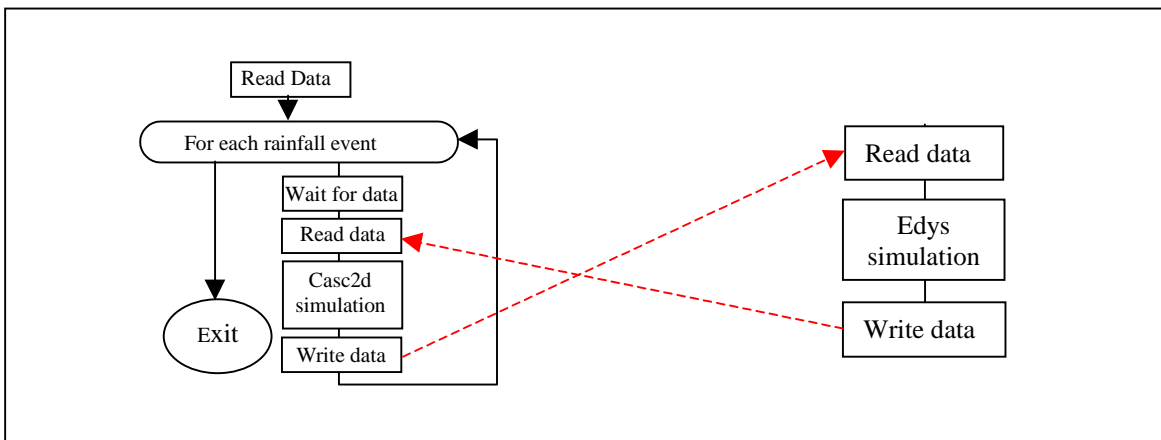 Read Data
For each rainfall event
Wait for data
Read data
Casc2d
simulation
Write data
Exit
Read data
Edys
simulation
Write data